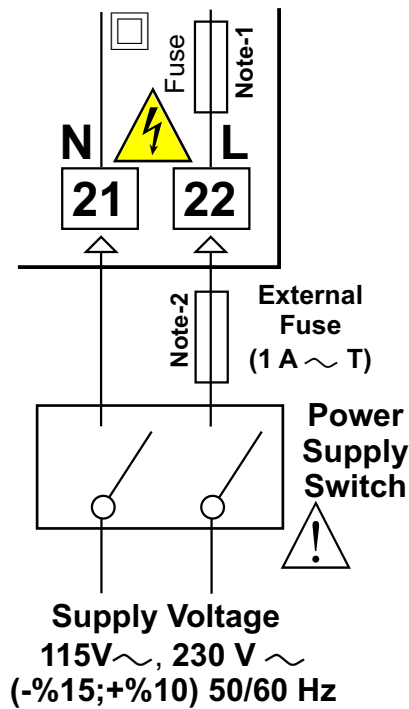 Fuse
Note-1
N
L
21
22
Note-2
External
Fuse
(1 A ~ T)
Power
Supply
Switch
!
Supply Voltage
115V~, 230 V ~
(-%15;+%10) 50/60 Hz